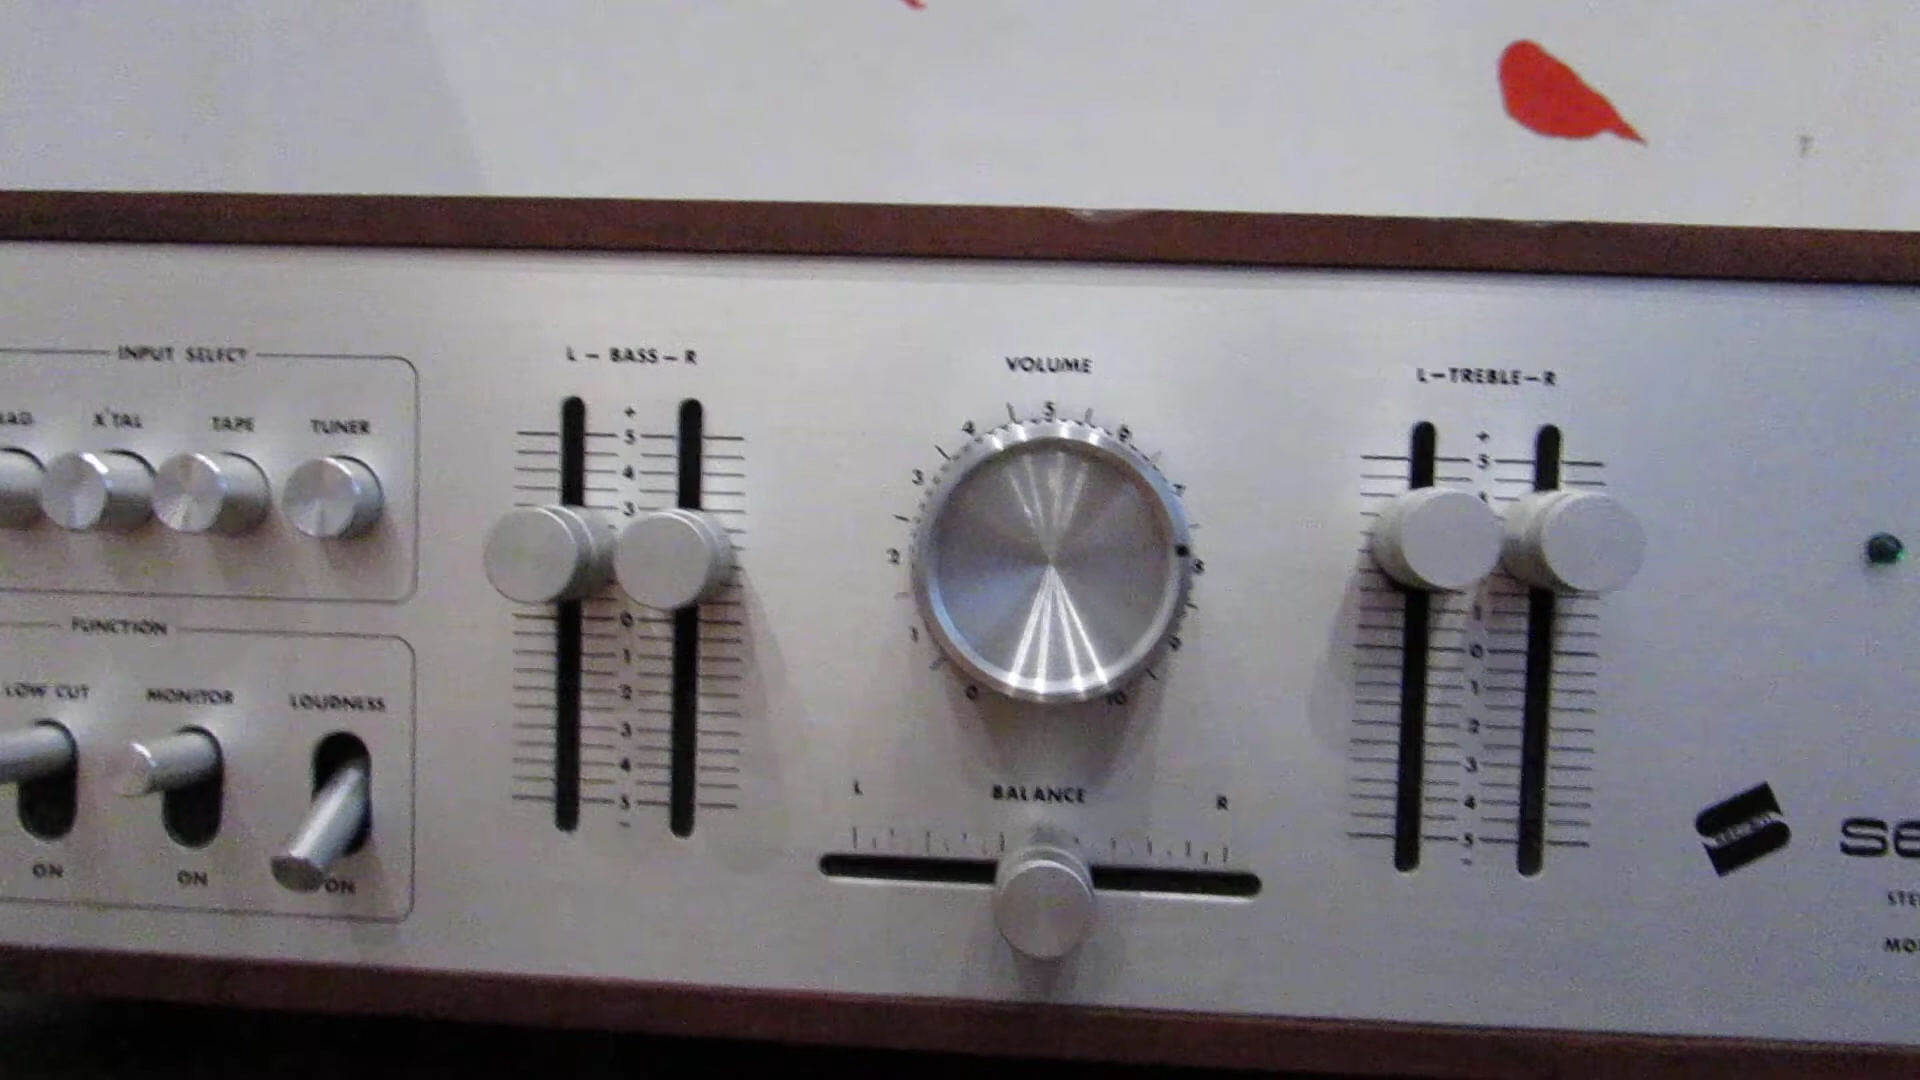 INPUT SELECT
X'TAL TAPE TUNER
FUNCTION
LOW CUT MONITOR LOUDNESS
ON ON ON
L - BASS - R
+
5
4
3
0
1
2
3
4
5
-
VOLUME
0 1 2 3 4 5 6 7 8 9 10
L BALANCE R
L-TREBLE-R
+
5
1
0
1
2
3
4
5
-